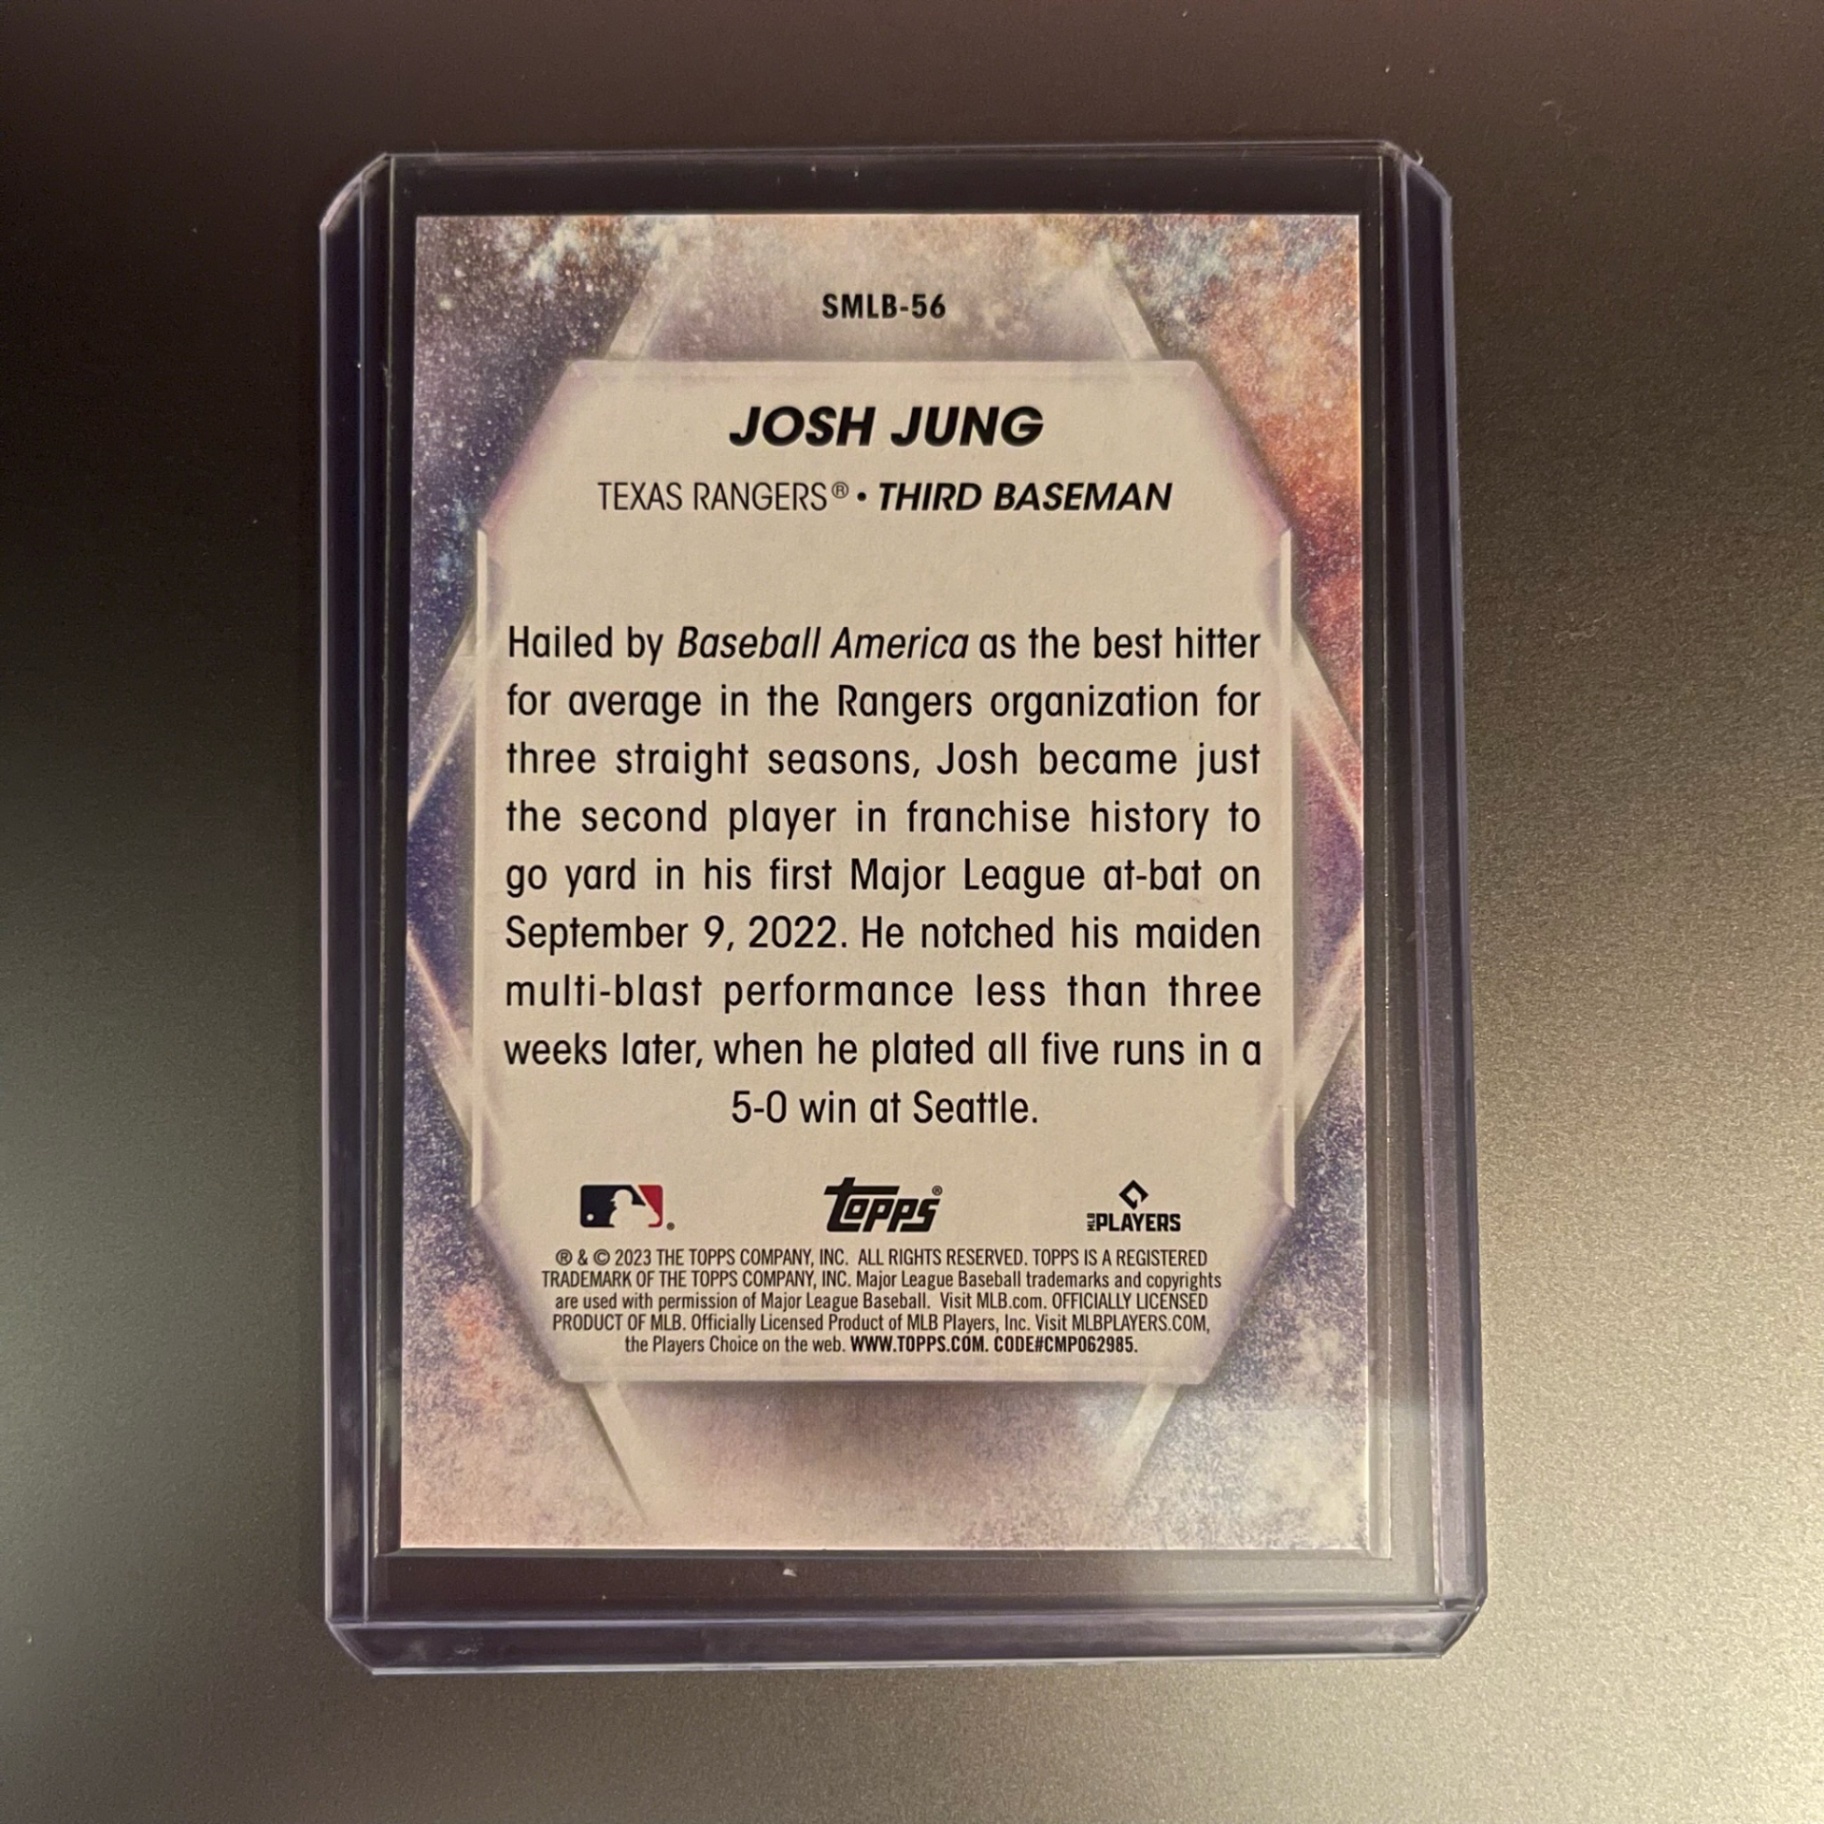 SMLB-56
JOSH JUNG
TEXAS RANGERS® • THIRD BASEMAN
Hailed by Baseball America as the best hitter
for average in the Rangers organization for
three straight seasons, Josh became just
the second player in franchise history to
go yard in his first Major League at-bat on
September 9, 2022. He notched his maiden
multi-blast performance less than three
weeks later, when he plated all five runs in a
5-0 win at Seattle.
® topps® MLB PLAYERS
® & © 2023 THE TOPPS COMPANY, INC. ALL RIGHTS RESERVED. TOPPS IS A REGISTERED
TRADEMARK OF THE TOPPS COMPANY, INC. Major League Baseball trademarks and copyrights
are used with permission of Major League Baseball. Visit MLB.com. OFFICIALLY LICENSED
PRODUCT OF MLB. Officially Licensed Product of MLB Players, Inc. Visit MLBPLAYERS.COM,
the Players Choice on the web. WWW.TOPPS.COM. CODE#CMP062985.